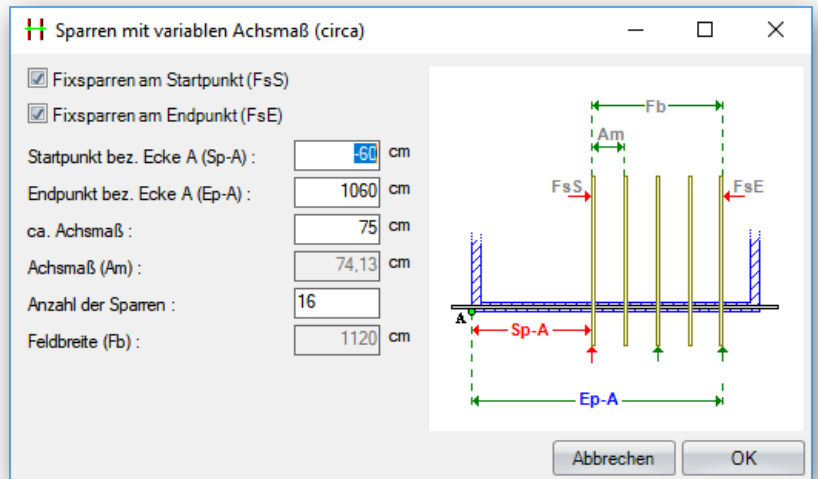 Sparren mit variablen Achsmaß (circa)
Fixsparren am Startpunkt (FsS)
Fixsparren am Endpunkt (FsE)
Startpunkt bez. Ecke A (Sp-A) : -60 cm
Endpunkt bez. Ecke A (Ep-A) : 1060 cm
ca. Achsmaß : 75 cm
Achsmaß (Am) : 74,13 cm
Anzahl der Sparren : 16
Feldbreite (Fb) : 1120 cm
Fb
Am
FsS
FsE
A
Sp-A
Ep-A
Abbrechen
OK